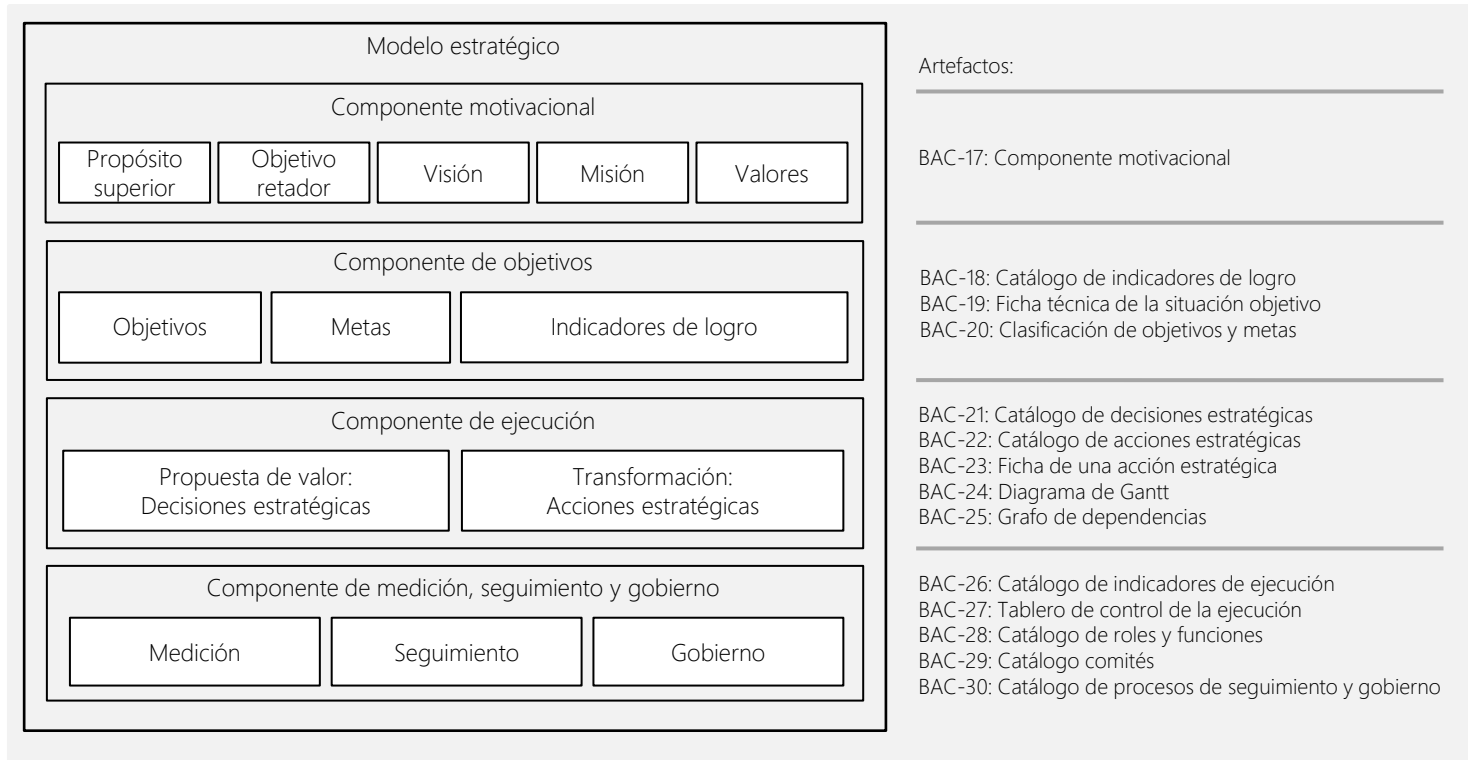 Modelo estratégico
Componente motivacional
Propósito
superior
Objetivo
retador
Visión
Misión
Valores
Componente de objetivos
Objetivos
Metas
Indicadores de logro
Componente de ejecución
Propuesta de valor:
Decisiones estratégicas
Transformación:
Acciones estratégicas
Componente de medición, seguimiento y gobierno
Medición
Seguimiento
Gobierno
Artefactos:
BAC-17: Componente motivacional
BAC-18: Catálogo de indicadores de logro
BAC-19: Ficha técnica de la situación objetivo
BAC-20: Clasificación de objetivos y metas
BAC-21: Catálogo de decisiones estratégicas
BAC-22: Catálogo de acciones estratégicas
BAC-23: Ficha de una acción estratégica
BAC-24: Diagrama de Gantt
BAC-25: Grafo de dependencias
BAC-26: Catálogo de indicadores de ejecución
BAC-27: Tablero de control de la ejecución
BAC-28: Catálogo de roles y funciones
BAC-29: Catálogo comités
BAC-30: Catálogo de procesos de seguimiento y gobierno